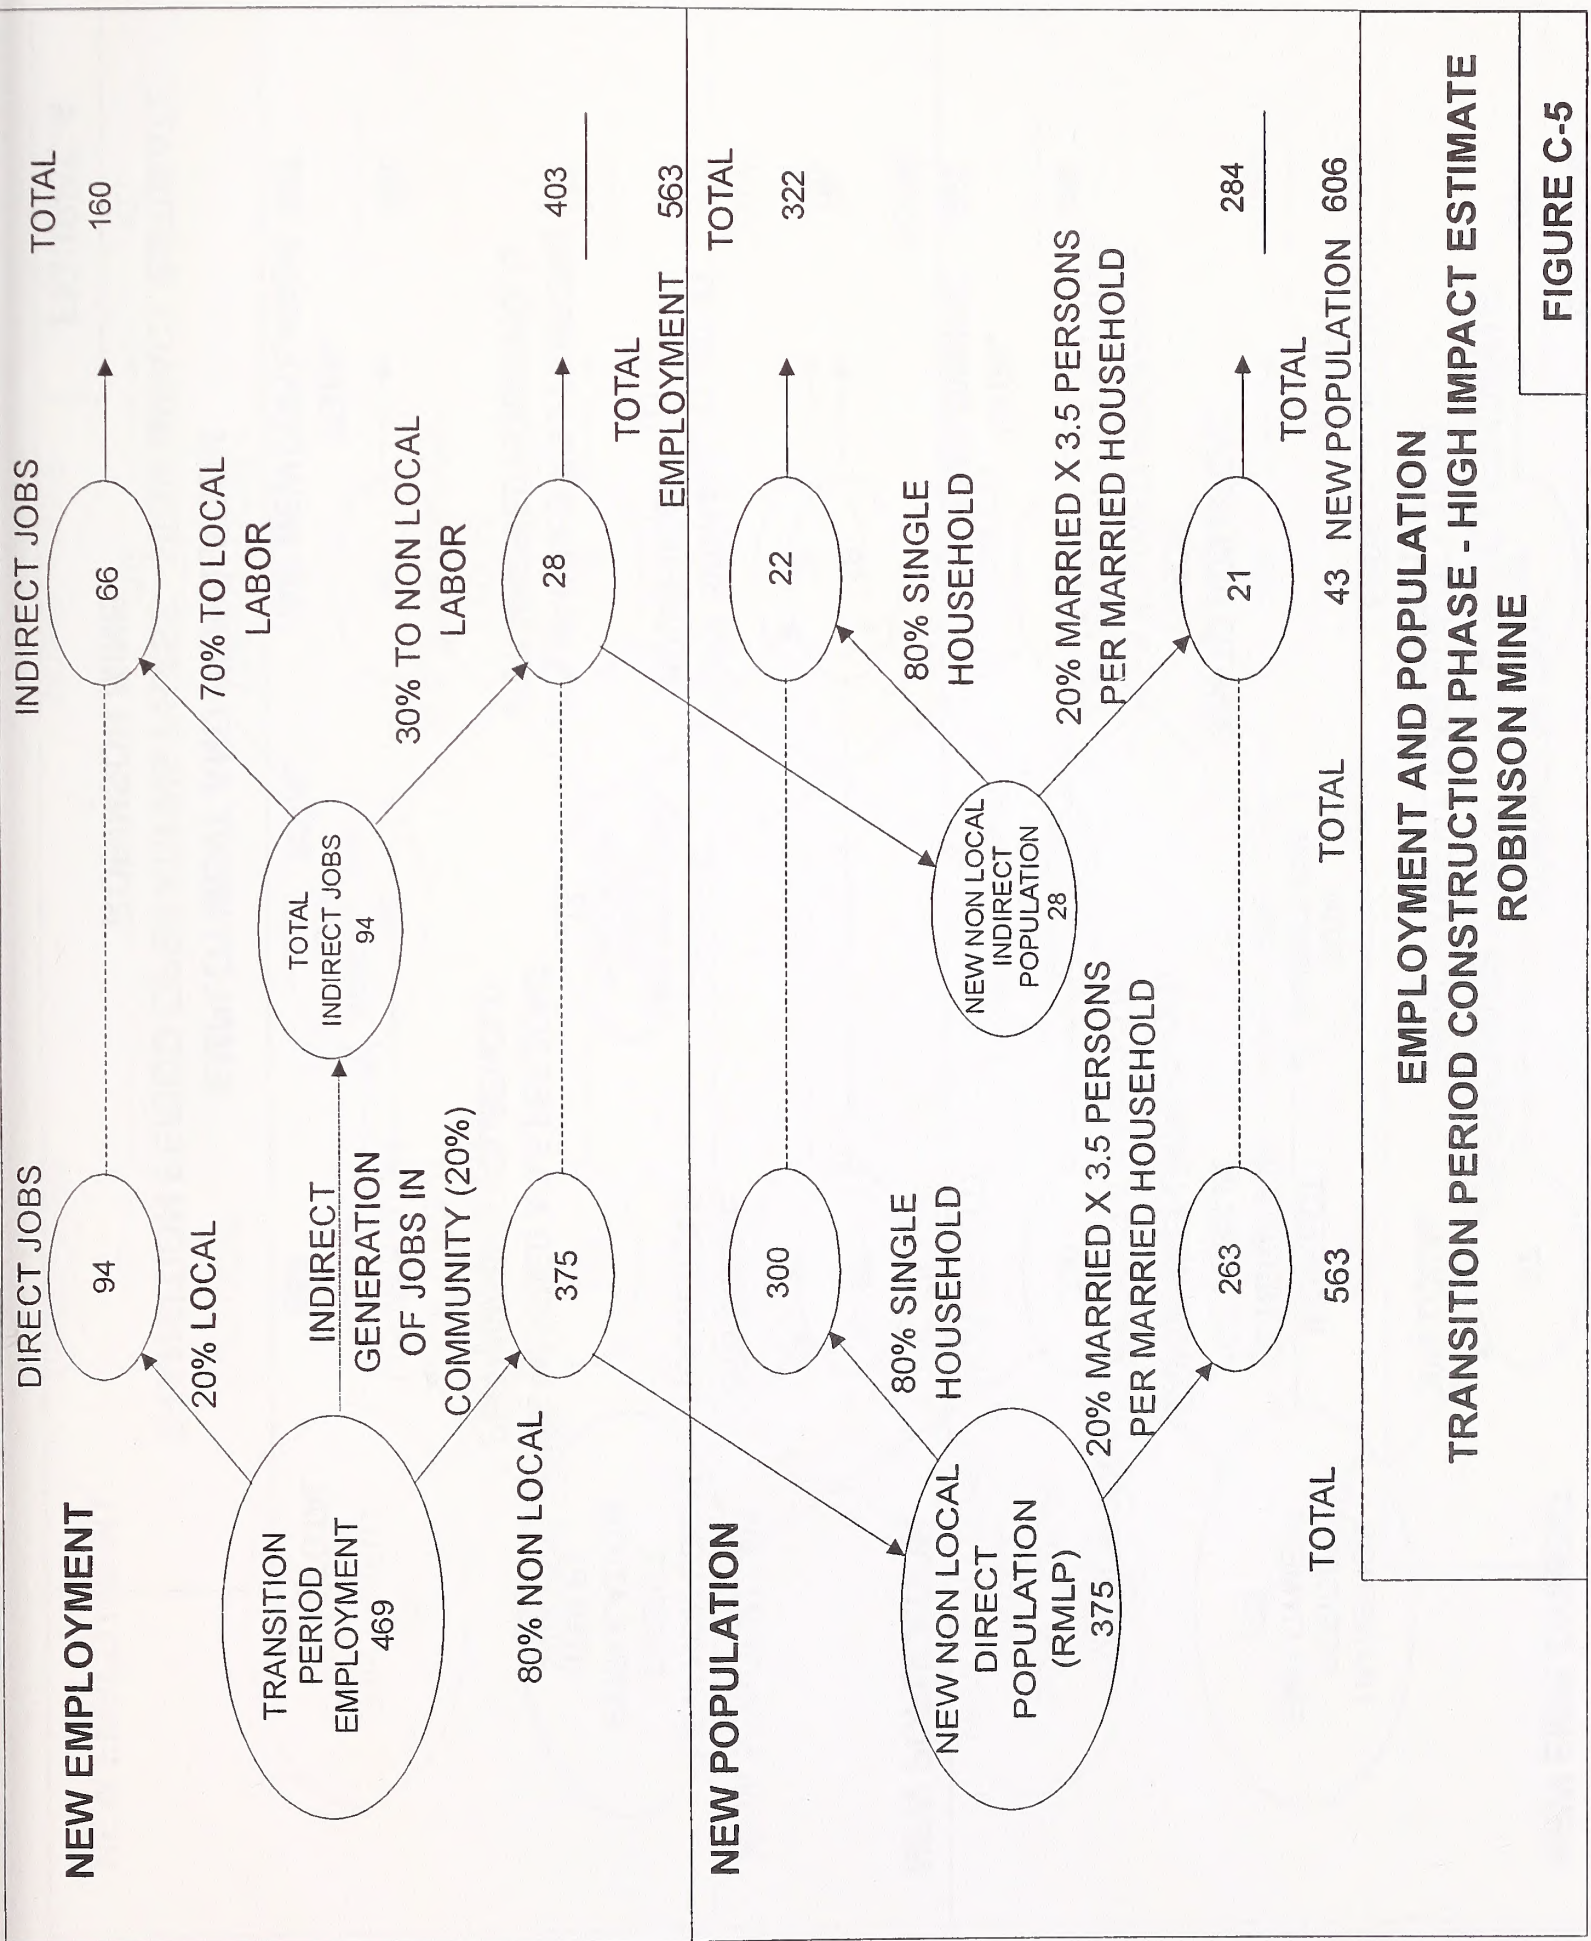 NEW EMPLOYMENT
DIRECT JOBS
INDIRECT JOBS
TOTAL
94
66
160
20% LOCAL
70% TO LOCAL
LABOR
TRANSITION
PERIOD
EMPLOYMENT
469
INDIRECT
GENERATION
OF JOBS IN
COMMUNITY (20%)
TOTAL
INDIRECT JOBS
94
30% TO NON LOCAL
LABOR
80% NON LOCAL
375
28
403
TOTAL
EMPLOYMENT 563
NEW POPULATION
TOTAL
300
22
322
80% SINGLE
HOUSEHOLD
80% SINGLE
HOUSEHOLD
NEW NON LOCAL
DIRECT
POPULATION
(RMLP)
375
NEW NON LOCAL
INDIRECT
POPULATION
28
20% MARRIED X 3.5 PERSONS
PER MARRIED HOUSEHOLD
20% MARRIED X 3.5 PERSONS
PER MARRIED HOUSEHOLD
263
21
284
TOTAL
563
TOTAL
43
TOTAL
NEW POPULATION 606
EMPLOYMENT AND POPULATION
TRANSITION PERIOD CONSTRUCTION PHASE - HIGH IMPACT ESTIMATE
ROBINSON MINE
FIGURE C-5